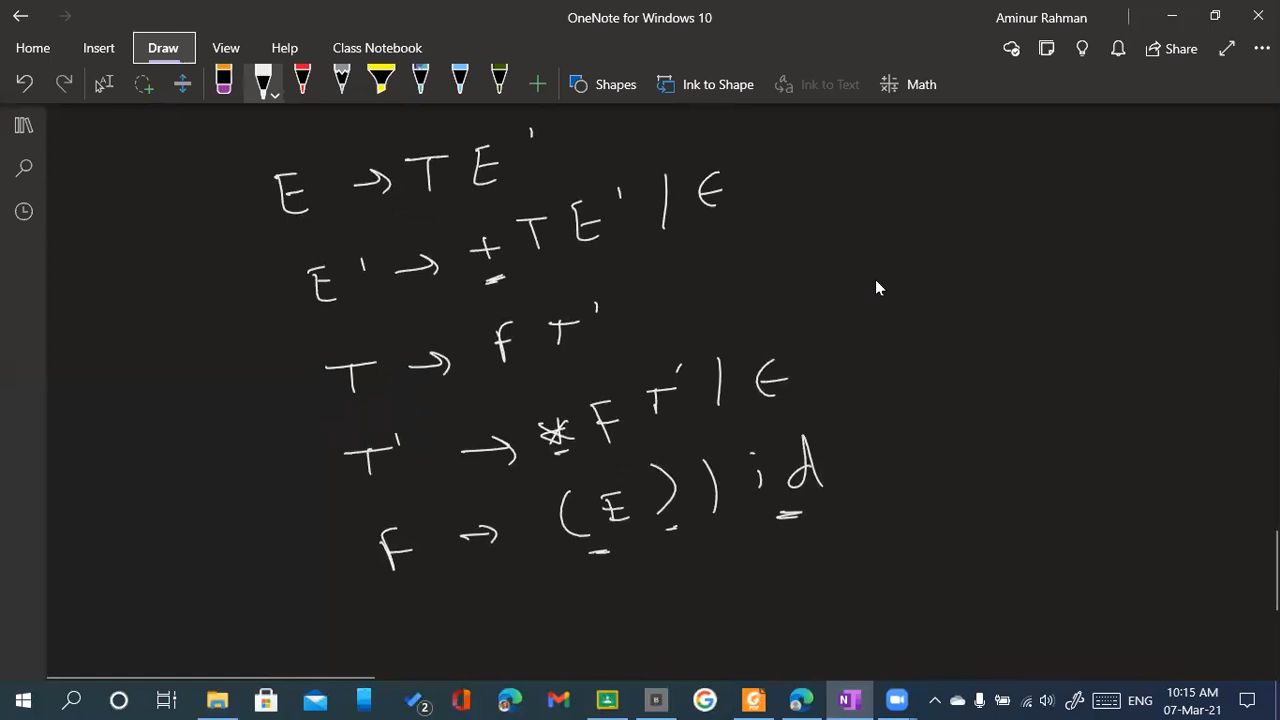 OneNote for Windows 10
Aminur Rahman
Home Insert Draw View Help Class Notebook
Share
Shapes Ink to Shape Ink to Text Math
E → T E '
E ' → + T E ' | ϵ
T → F T '
T ' → * F T ' | ϵ
F → ( E ) | id
2
ENG
10:15 AM
07-Mar-21